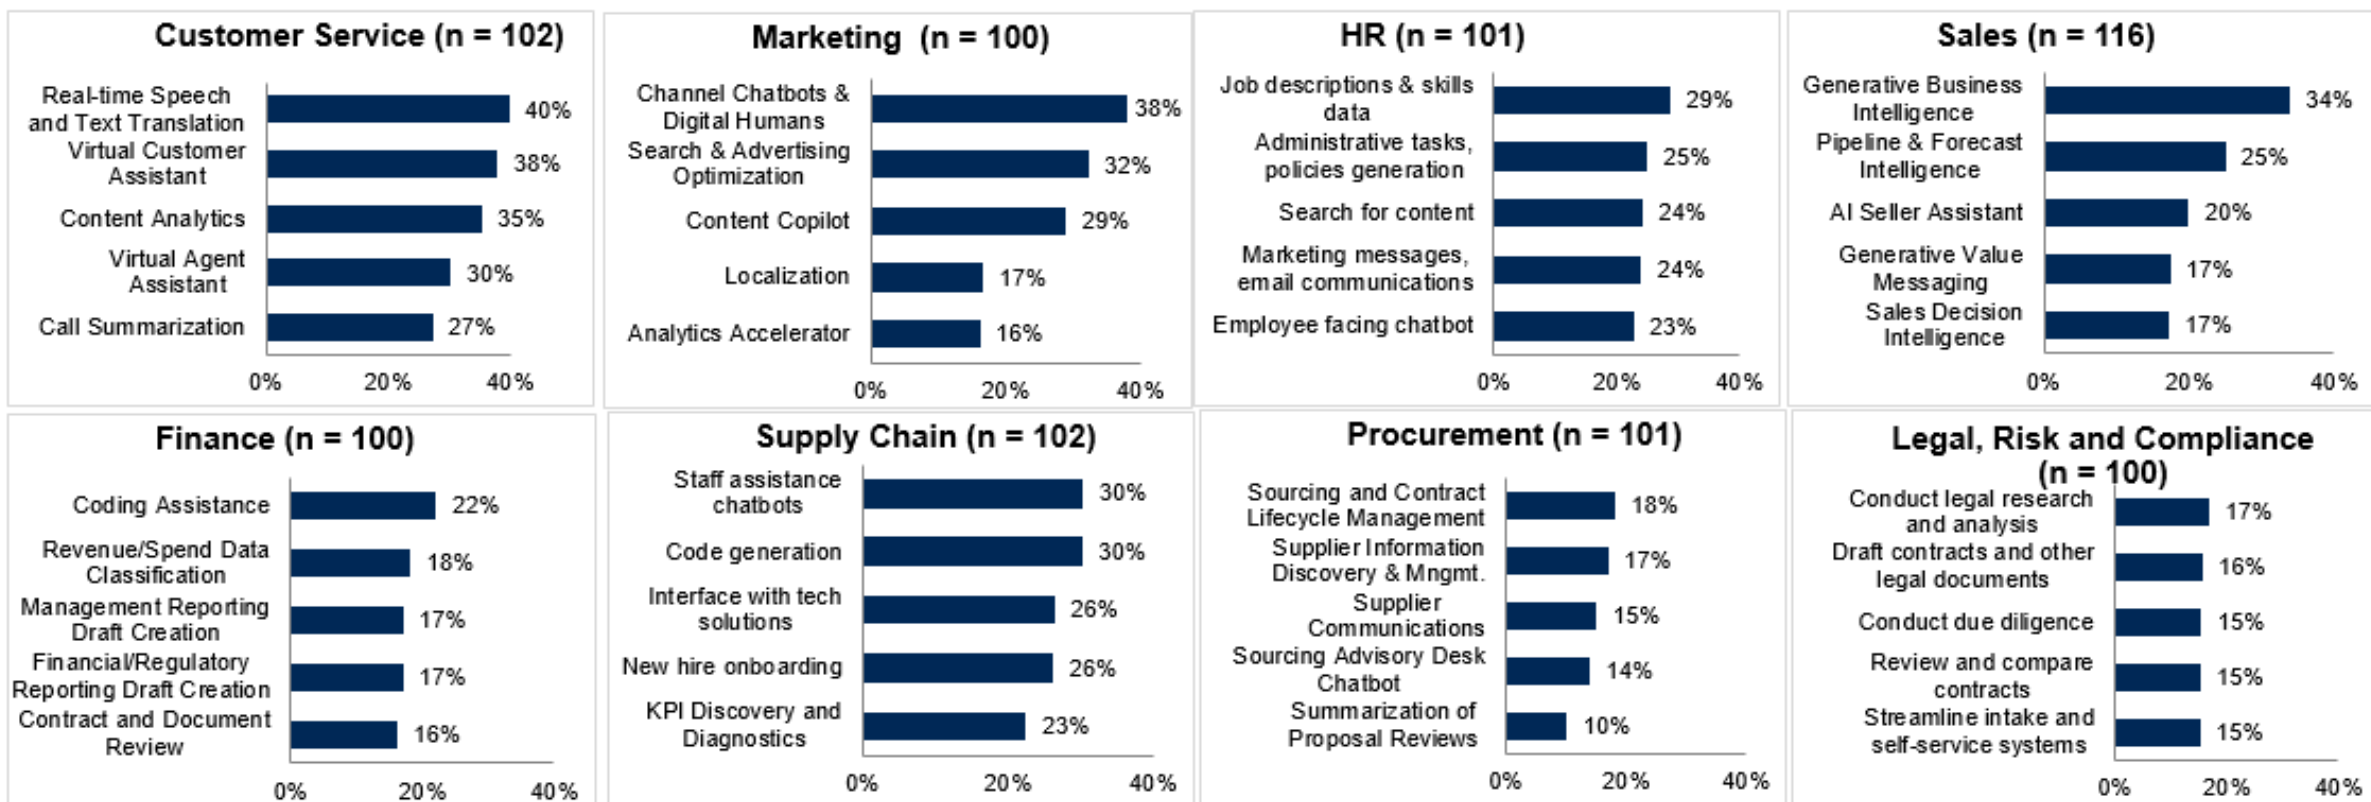 Customer Service (n = 102)
Real-time Speech
and Text Translation
40%
Virtual Customer
Assistant
38%
Content Analytics
35%
Virtual Agent
Assistant
30%
Call Summarization
27%
0% 20% 40%
Marketing (n = 100)
Channel Chatbots &
Digital Humans
38%
Search & Advertising
Optimization
32%
Content Copilot
29%
Localization
17%
Analytics Accelerator
16%
0% 20% 40%
HR (n = 101)
Job descriptions & skills
data
29%
Administrative tasks,
policies generation
25%
Search for content
24%
Marketing messages,
email communications
24%
Employee facing chatbot
23%
0% 20% 40%
Sales (n = 116)
Generative Business
Intelligence
34%
Pipeline & Forecast
Intelligence
25%
AI Seller Assistant
20%
Generative Value
Messaging
17%
Sales Decision
Intelligence
17%
0% 20% 40%
Finance (n = 100)
Coding Assistance
22%
Revenue/Spend Data
Classification
18%
Management Reporting
Draft Creation
17%
Financial/Regulatory
Reporting Draft Creation
17%
Contract and Document
Review
16%
0% 20% 40%
Supply Chain (n = 102)
Staff assistance
chatbots
30%
Code generation
30%
Interface with tech
solutions
26%
New hire onboarding
26%
KPI Discovery and
Diagnostics
23%
0% 20% 40%
Procurement (n = 101)
Sourcing and Contract
Lifecycle Management
18%
Supplier Information
Discovery & Mngmt.
17%
Supplier
Communications
15%
Sourcing Advisory Desk
Chatbot
14%
Summarization of
Proposal Reviews
10%
0% 20% 40%
Legal, Risk and Compliance
(n = 100)
Conduct legal research
and analysis
17%
Draft contracts and other
legal documents
16%
Conduct due diligence
15%
Review and compare
contracts
15%
Streamline intake and
self-service systems
15%
0% 20% 40%